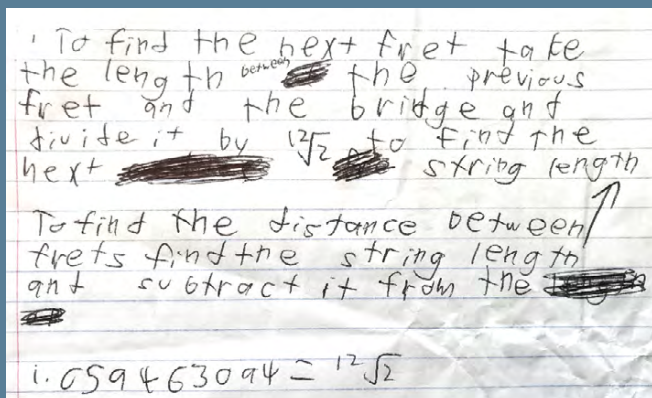 To find the next fret take
the length between the previous
fret and the bridge and
divide it by ¹²√2 to find the
next string length
To find the distance between
frets find the string length
and subtract it from the
1.059463094 = ¹²√2